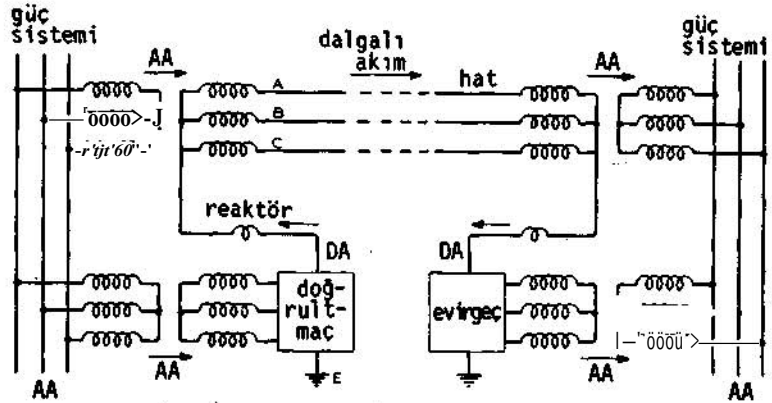 güç
sistemi
AA
dalgalı
akım
hat
AA
güç
sistemi
A
B
C
reaktör
DA
DA
doğ-
rult-
maç
evirgeç
AA
E
AA
AA
AA